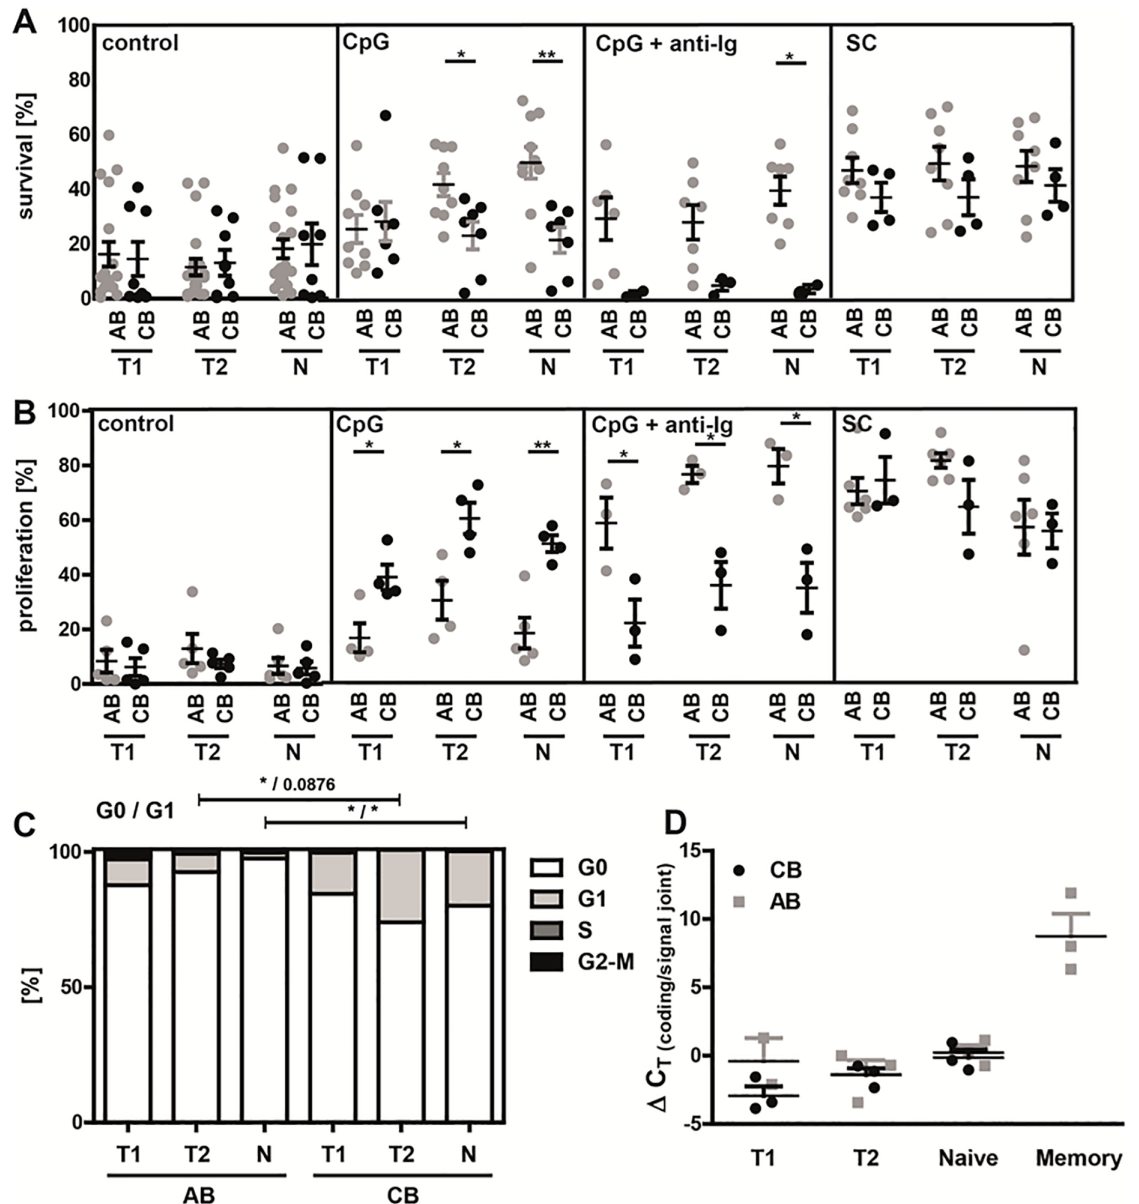 A
100
80
60
40
20
0
survival [%]
control
CpG
CpG + anti-Ig
SC
*
**
*
AB CB AB CB AB CB AB CB AB CB AB CB AB CB AB CB AB CB AB CB AB CB AB CB
T1 T2 N T1 T2 N T1 T2 N T1 T2 N
B
100
80
60
40
20
0
proliferation [%]
control
CpG
CpG + anti-Ig
SC
* * ** * * *
AB CB AB CB AB CB AB CB AB CB AB CB AB CB AB CB AB CB AB CB AB CB AB CB
T1 T2 N T1 T2 N T1 T2 N T1 T2 N
C
G0 / G1
* / 0.0876
* / *
100
50
0
[%]
G0
G1
S
G2-M
T1 T2 N T1 T2 N
AB CB
D
15
10
5
0
-5
Δ CT (coding/signal joint)
CB
AB
T1 T2 Naive Memory